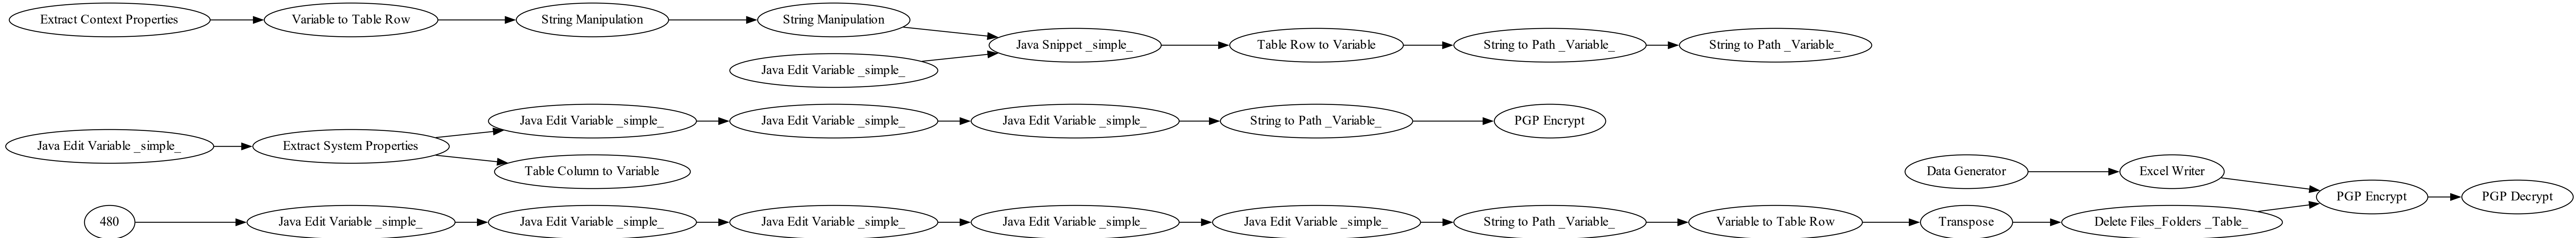 Extract Context Properties
Variable to Table Row
String Manipulation
String Manipulation
Java Edit Variable _simple_
Java Snippet _simple_
Table Row to Variable
String to Path _Variable_
String to Path _Variable_
Java Edit Variable _simple_
Extract System Properties
Java Edit Variable _simple_
Java Edit Variable _simple_
Java Edit Variable _simple_
String to Path _Variable_
PGP Encrypt
Table Column to Variable
Data Generator
Excel Writer
PGP Encrypt
PGP Decrypt
480
Java Edit Variable _simple_
Java Edit Variable _simple_
Java Edit Variable _simple_
Java Edit Variable _simple_
Java Edit Variable _simple_
String to Path _Variable_
Variable to Table Row
Transpose
Delete Files_Folders _Table_